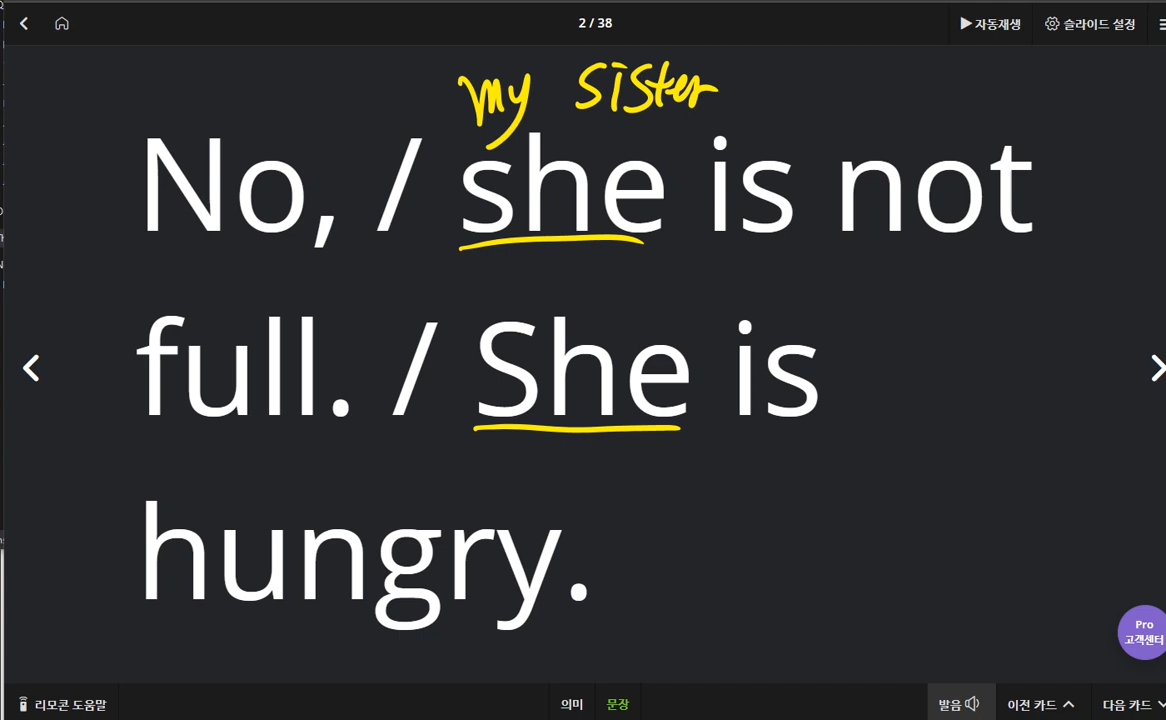 2 / 38
▶ 자동재생
슬라이드 설정
my sister
No, / she is not
full. / She is
hungry.
Pro
고객센터
리모콘 도움말
의미
문장
발음
이전 카드
다음 카드